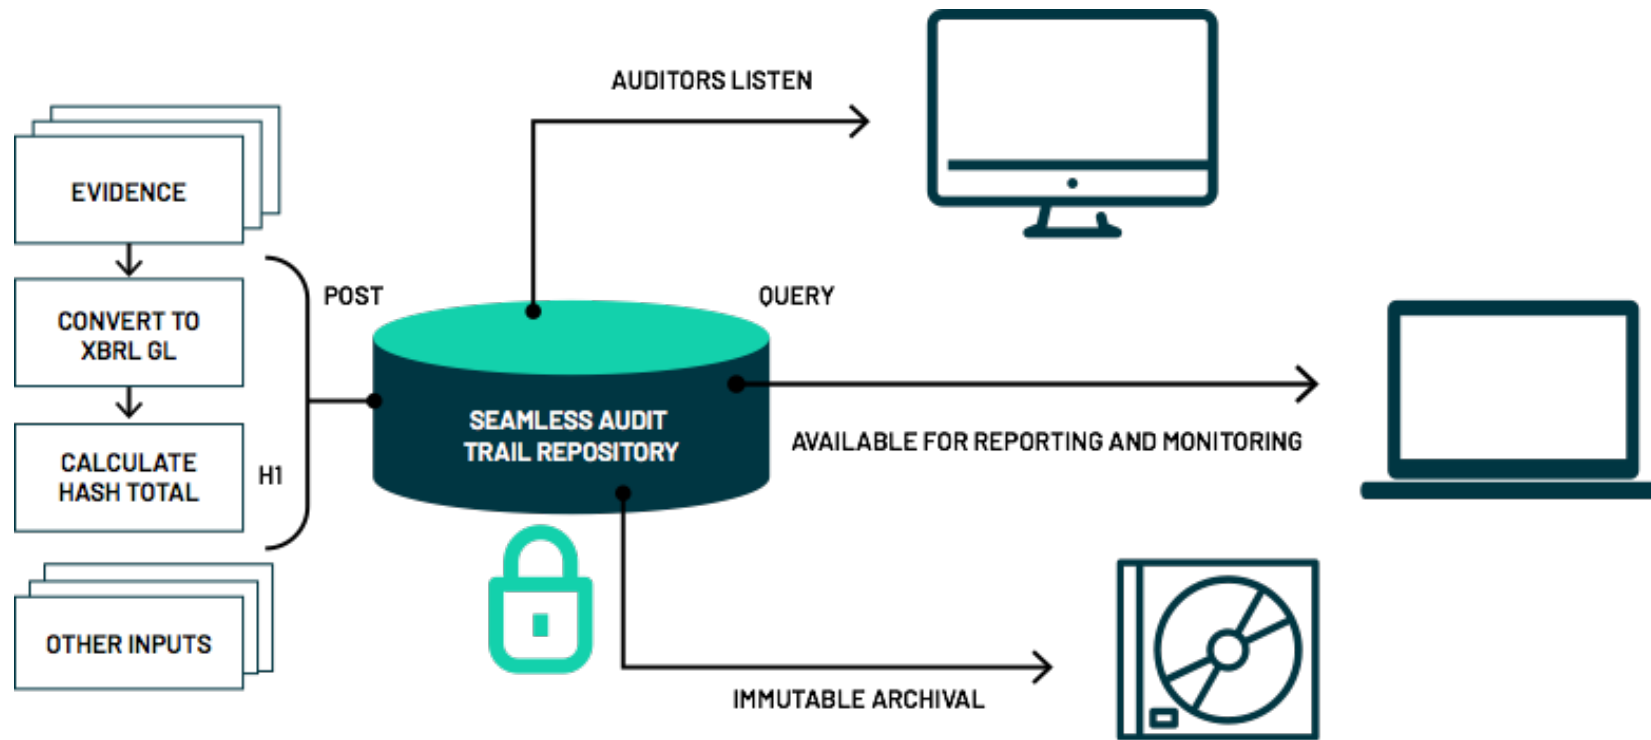 AUDITORS LISTEN
EVIDENCE
POST
QUERY
CONVERT TO
XBRL GL
SEAMLESS AUDIT
TRAIL REPOSITORY
AVAILABLE FOR REPORTING AND MONITORING
CALCULATE
HASH TOTAL
H1
OTHER INPUTS
IMMUTABLE ARCHIVAL